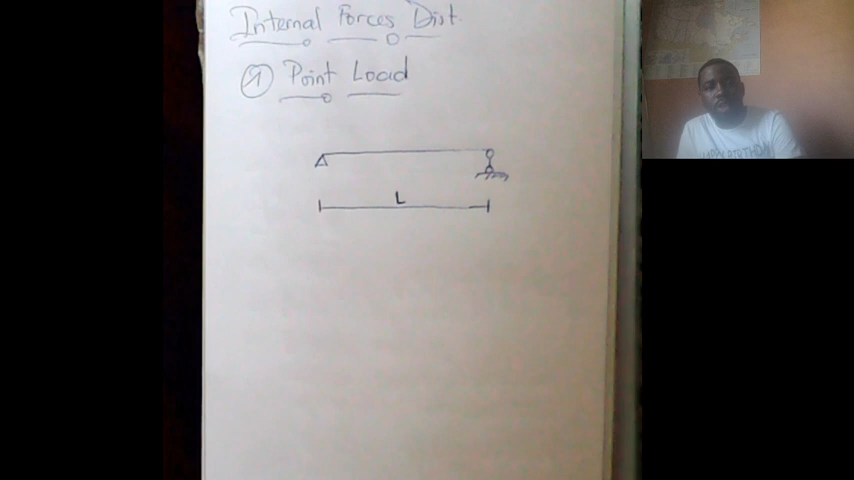 Internal Forces Dist.
① Point Load
L